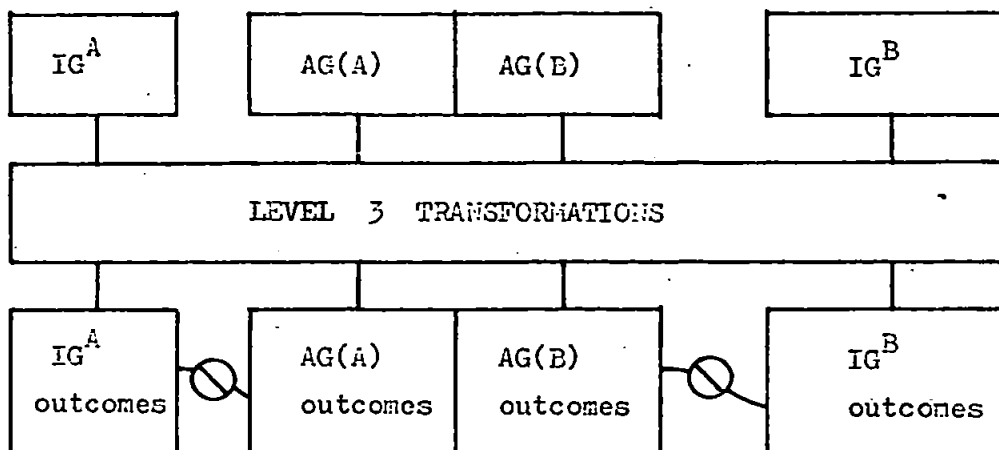 IG^A AG(A) AG(B) IG^B
LEVEL 3 TRANSFORMATIONS
IG^A AG(A) AG(B) IG^B
outcomes outcomes outcomes outcomes